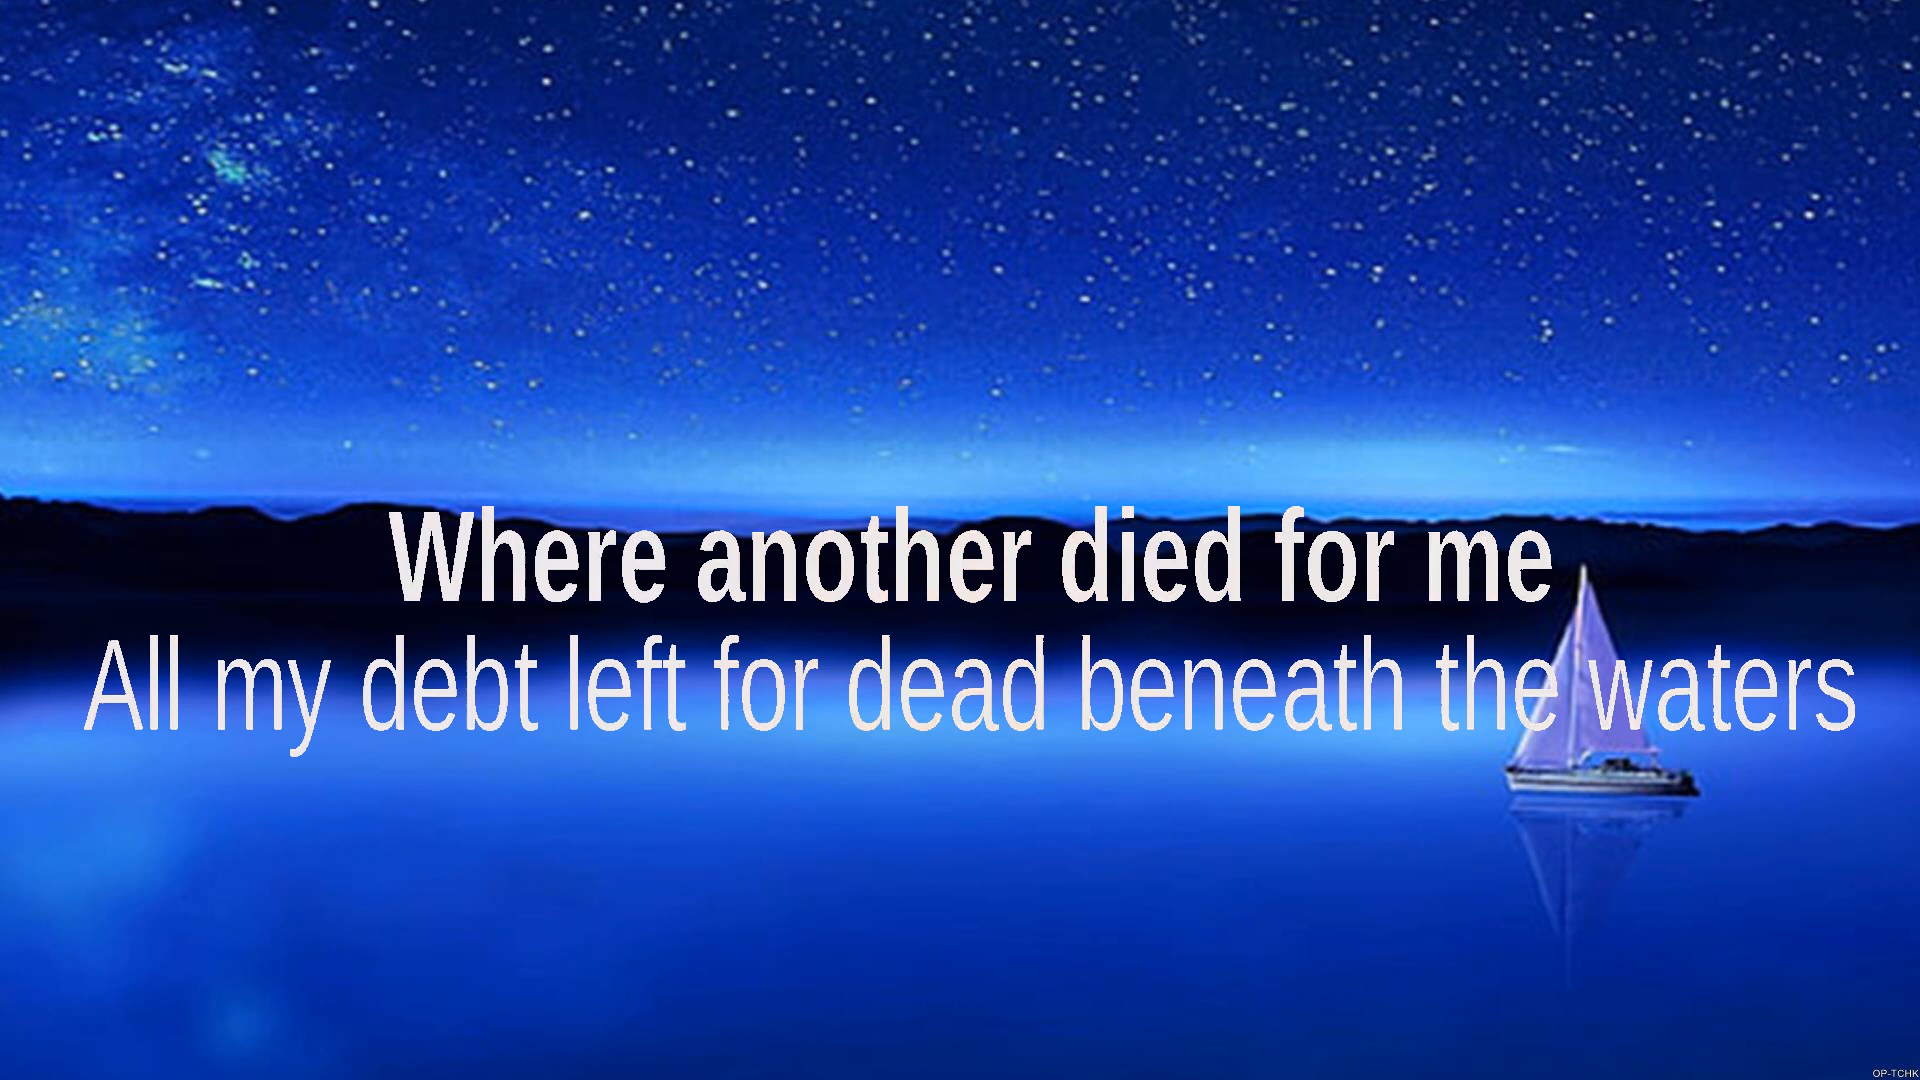 Where another died for me
All my debt left for dead beneath the waters
OP-TCHK